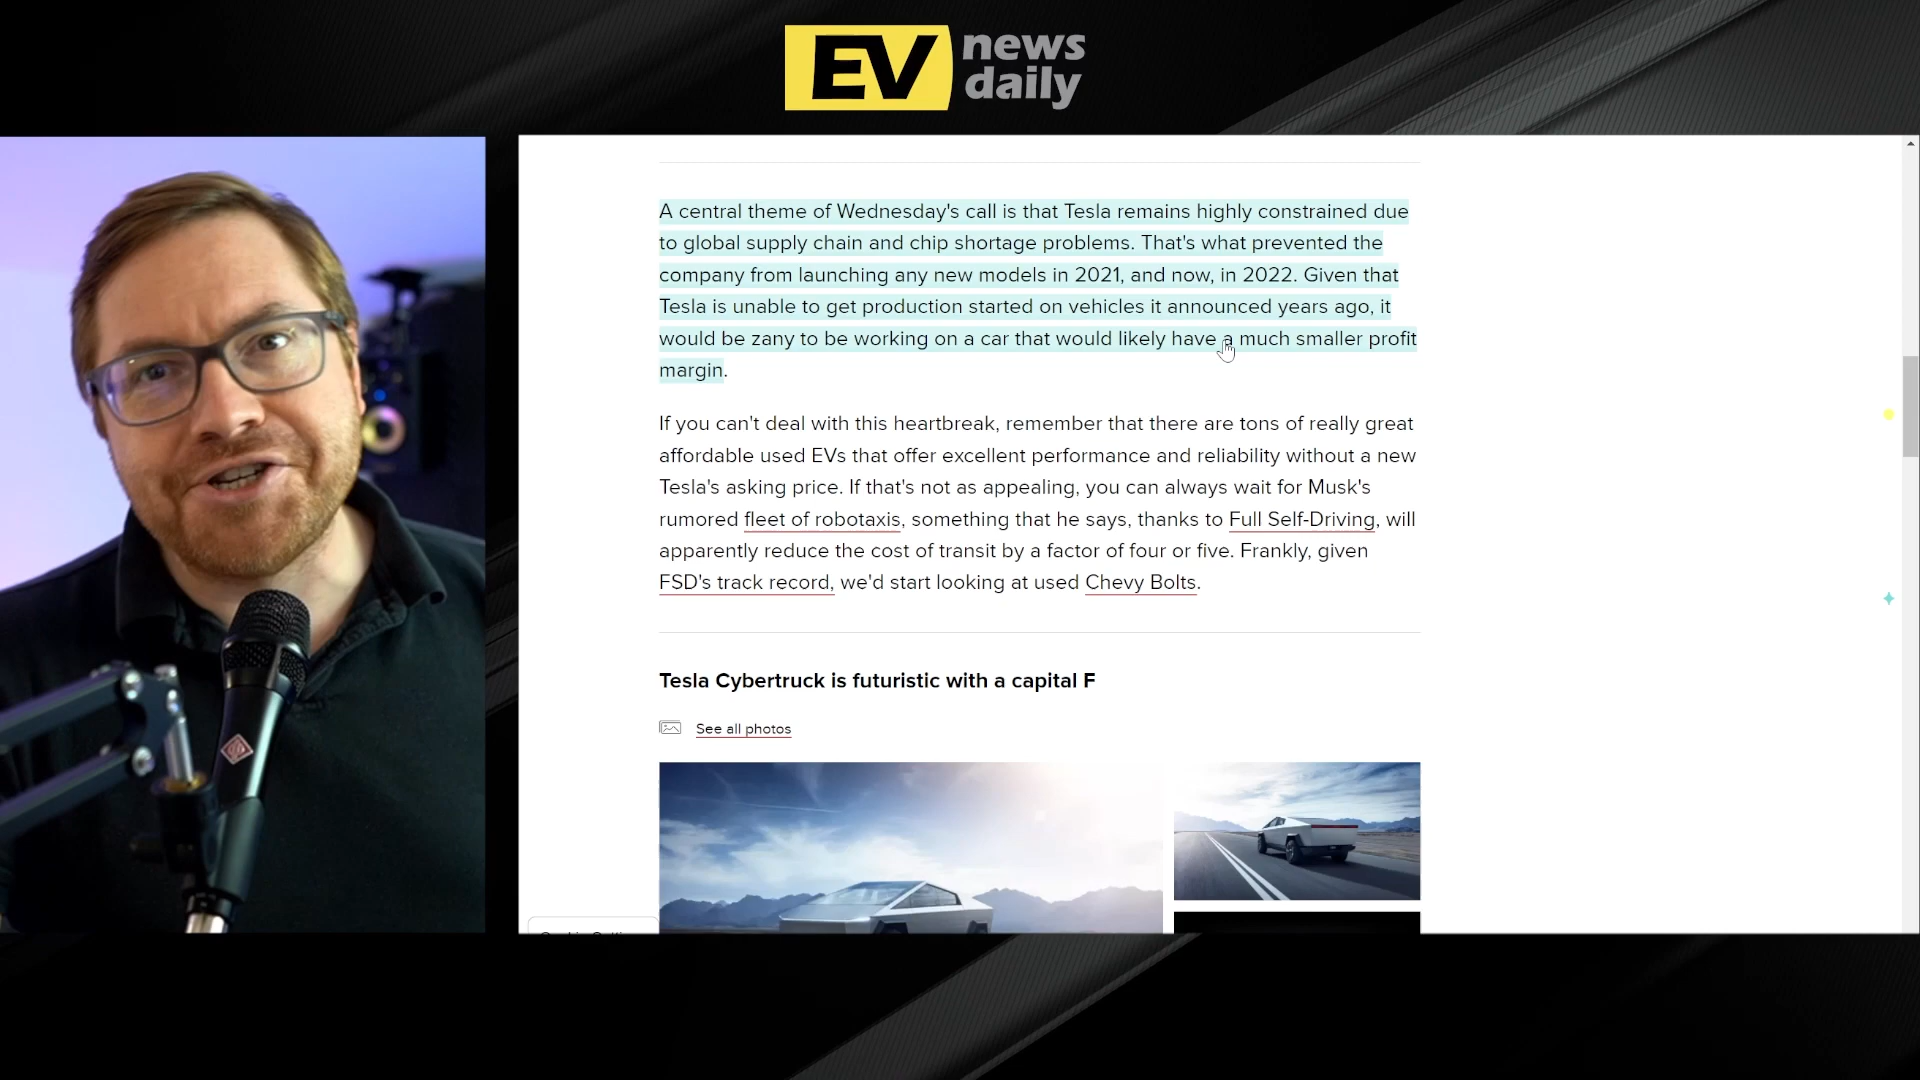 EV news
daily
A central theme of Wednesday's call is that Tesla remains highly constrained due
to global supply chain and chip shortage problems. That's what prevented the
company from launching any new models in 2021, and now, in 2022. Given that
Tesla is unable to get production started on vehicles it announced years ago, it
would be zany to be working on a car that would likely have a much smaller profit
margin.
If you can't deal with this heartbreak, remember that there are tons of really great
affordable used EVs that offer excellent performance and reliability without a new
Tesla's asking price. If that's not as appealing, you can always wait for Musk's
rumored fleet of robotaxis, something that he says, thanks to Full Self-Driving, will
apparently reduce the cost of transit by a factor of four or five. Frankly, given
FSD's track record, we'd start looking at used Chevy Bolts.
Tesla Cybertruck is futuristic with a capital F
See all photos